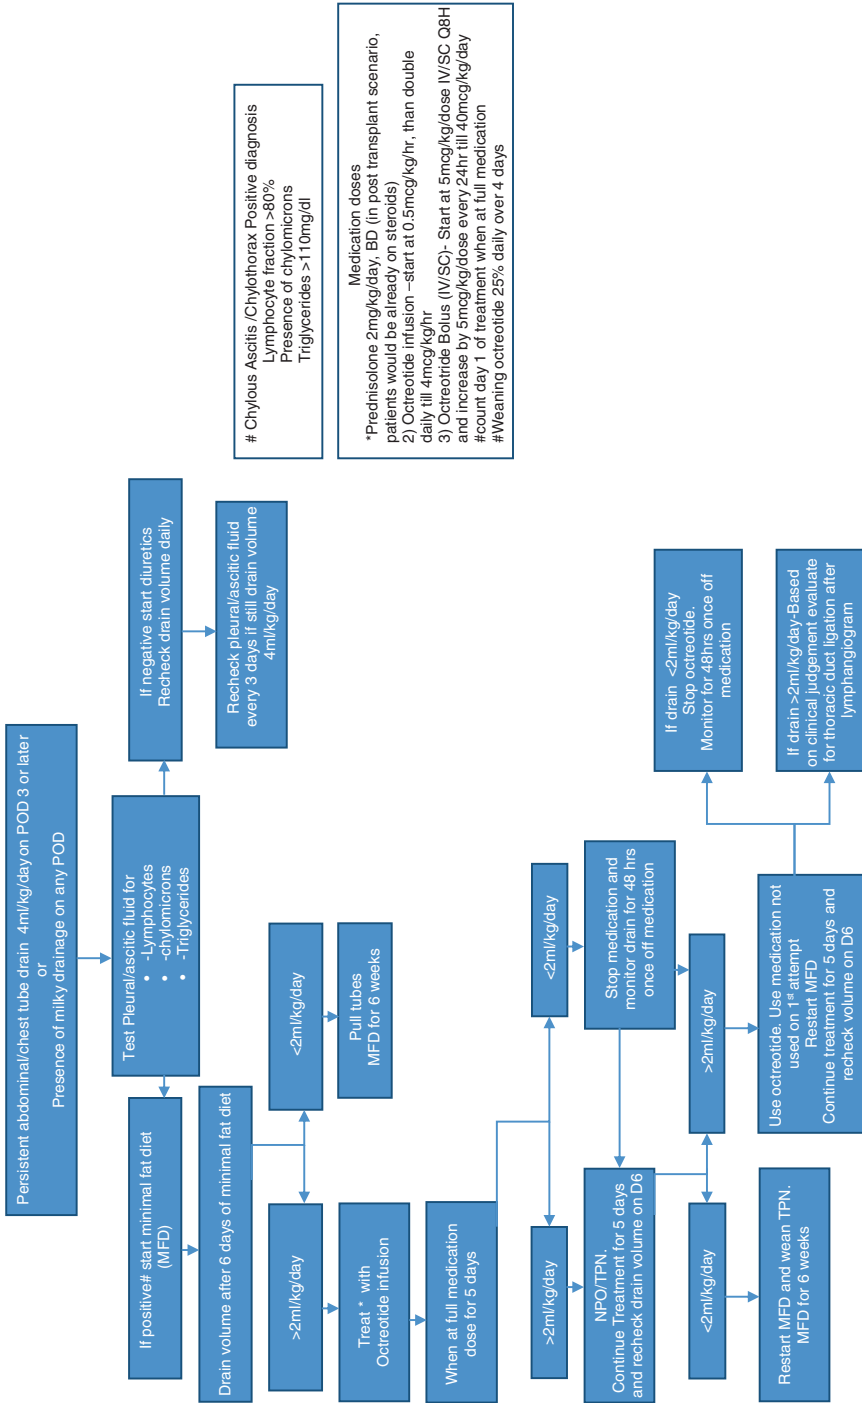 Persistent abdominal/chest tube drain 4ml/kg/day on POD 3 or later
or
Presence of milky drainage on any POD
Test Pleural/ascitic fluid for
• -Lymphocytes
• -chylomicrons
• -Triglycerides
If positive# start minimal fat diet
(MFD)
If negative start diuretics
Recheck drain volume daily
Recheck pleural/ascitic fluid
every 3 days if still drain volume
4ml/kg/day
Drain volume after 6 days of minimal fat diet
>2ml/kg/day
<2ml/kg/day
Pull tubes
MFD for 6 weeks
Treat * with
Octreotide infusion
When at full medication
dose for 5 days
>2ml/kg/day
<2ml/kg/day
NPO/TPN.
Continue Treatment for 5 days
and recheck drain volume on D6
Stop medication and
monitor drain for 48 hrs
once off medication
<2ml/kg/day
>2ml/kg/day
Restart MFD and wean TPN.
MFD for 6 weeks
Use octreotide. Use medication not
used on 1st attempt
Restart MFD
Continue treatment for 5 days and
recheck volume on D6
If drain <2ml/kg/day
Stop octreotide.
Monitor for 48hrs once off
medication
If drain >2ml/kg/day-Based
on clinical judgement evaluate
for thoracic duct ligation after
lymphangiogram
# Chylous Ascitis /Chylothorax Positive diagnosis
Lymphocyte fraction >80%
Presence of chylomicrons
Triglycerides >110mg/dl
Medication doses
*Prednisolone 2mg/kg/day, BD (in post transplant scenario,
patients would be already on steroids)
2) Octreotide infusion –start at 0.5mcg/kg/hr, than double
daily till 4mcg/kg/hr
3) Octreotride Bolus (IV/SC)- Start at 5mcg/kg/dose IV/SC Q8H
and increase by 5mcg/kg/dose every 24hr till 40mcg/kg/day
#count day 1 of treatment when at full medication
#Weaning octreotide 25% daily over 4 days